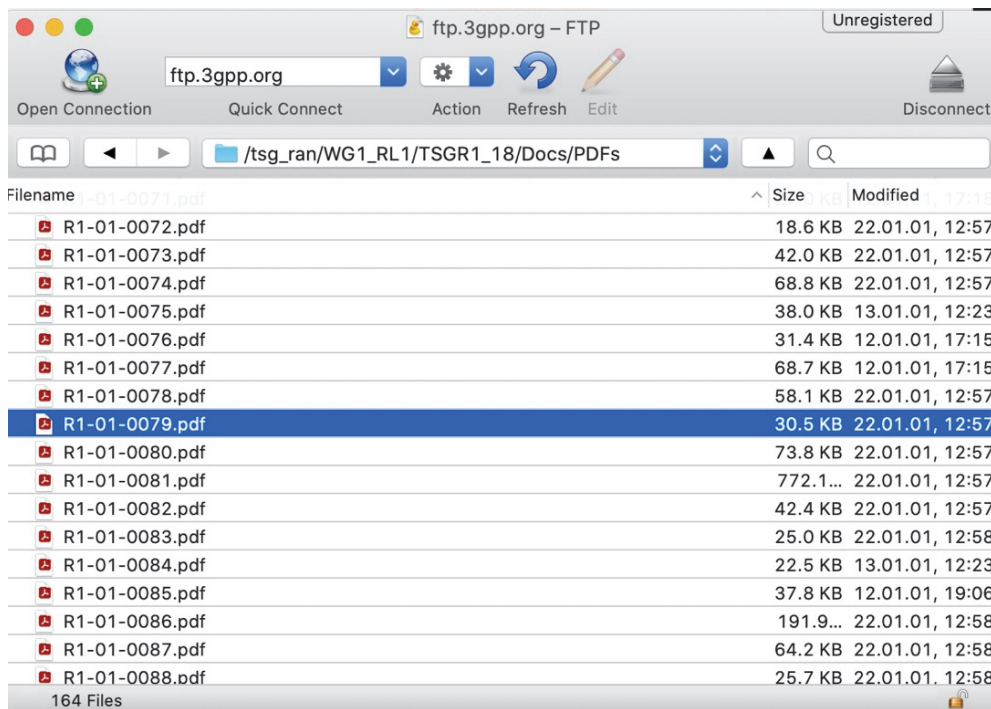 ftp.3gpp.org – FTP
Unregistered
ftp.3gpp.org
Open Connection Quick Connect Action Refresh Edit Disconnect
/tsg_ran/WG1_RL1/TSGR1_18/Docs/PDFs
Filename Size Modified
R1-01-0071.pdf
R1-01-0072.pdf 18.6 KB 22.01.01, 12:57
R1-01-0073.pdf 42.0 KB 22.01.01, 12:57
R1-01-0074.pdf 68.8 KB 22.01.01, 12:57
R1-01-0075.pdf 38.0 KB 13.01.01, 12:23
R1-01-0076.pdf 31.4 KB 12.01.01, 17:15
R1-01-0077.pdf 68.7 KB 12.01.01, 17:15
R1-01-0078.pdf 58.1 KB 22.01.01, 12:57
R1-01-0079.pdf 30.5 KB 22.01.01, 12:57
R1-01-0080.pdf 73.8 KB 22.01.01, 12:57
R1-01-0081.pdf 772.1... 22.01.01, 12:57
R1-01-0082.pdf 42.4 KB 22.01.01, 12:57
R1-01-0083.pdf 25.0 KB 22.01.01, 12:58
R1-01-0084.pdf 22.5 KB 13.01.01, 12:23
R1-01-0085.pdf 37.8 KB 12.01.01, 19:06
R1-01-0086.pdf 191.9... 22.01.01, 12:58
R1-01-0087.pdf 64.2 KB 22.01.01, 12:58
R1-01-0088.pdf 25.7 KB 22.01.01, 12:58
164 Files